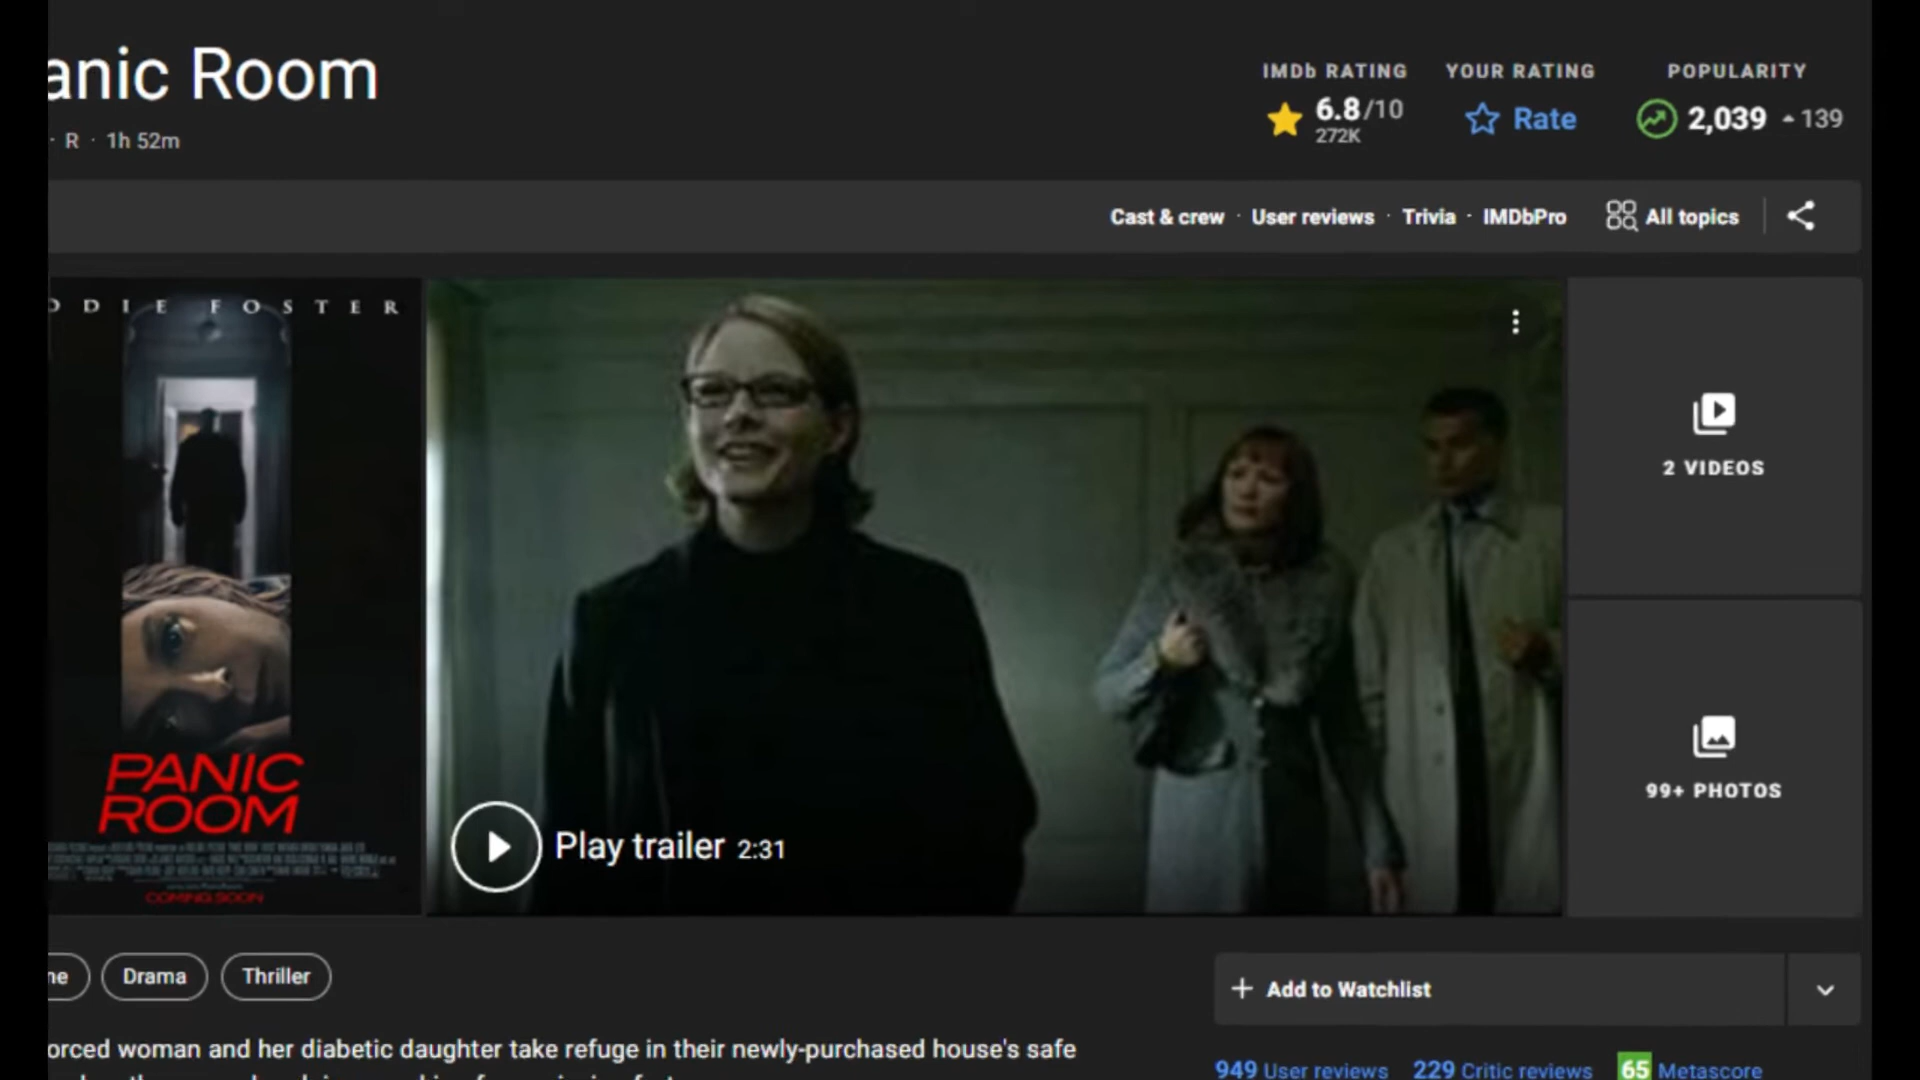 anic Room
· R · 1h 52m
IMDb RATING
6.8/10
272K
YOUR RATING
Rate
POPULARITY
2,039
139
Cast & crew · User reviews · Trivia · IMDbPro
All topics
DDIE FOSTER
PANIC
ROOM
COMING SOON
Play trailer 2:31
2 VIDEOS
99+ PHOTOS
ne
Drama
Thriller
+ Add to Watchlist
orced woman and her diabetic daughter take refuge in their newly-purchased house's safe
949 User reviews
229 Critic reviews
65 Metascore